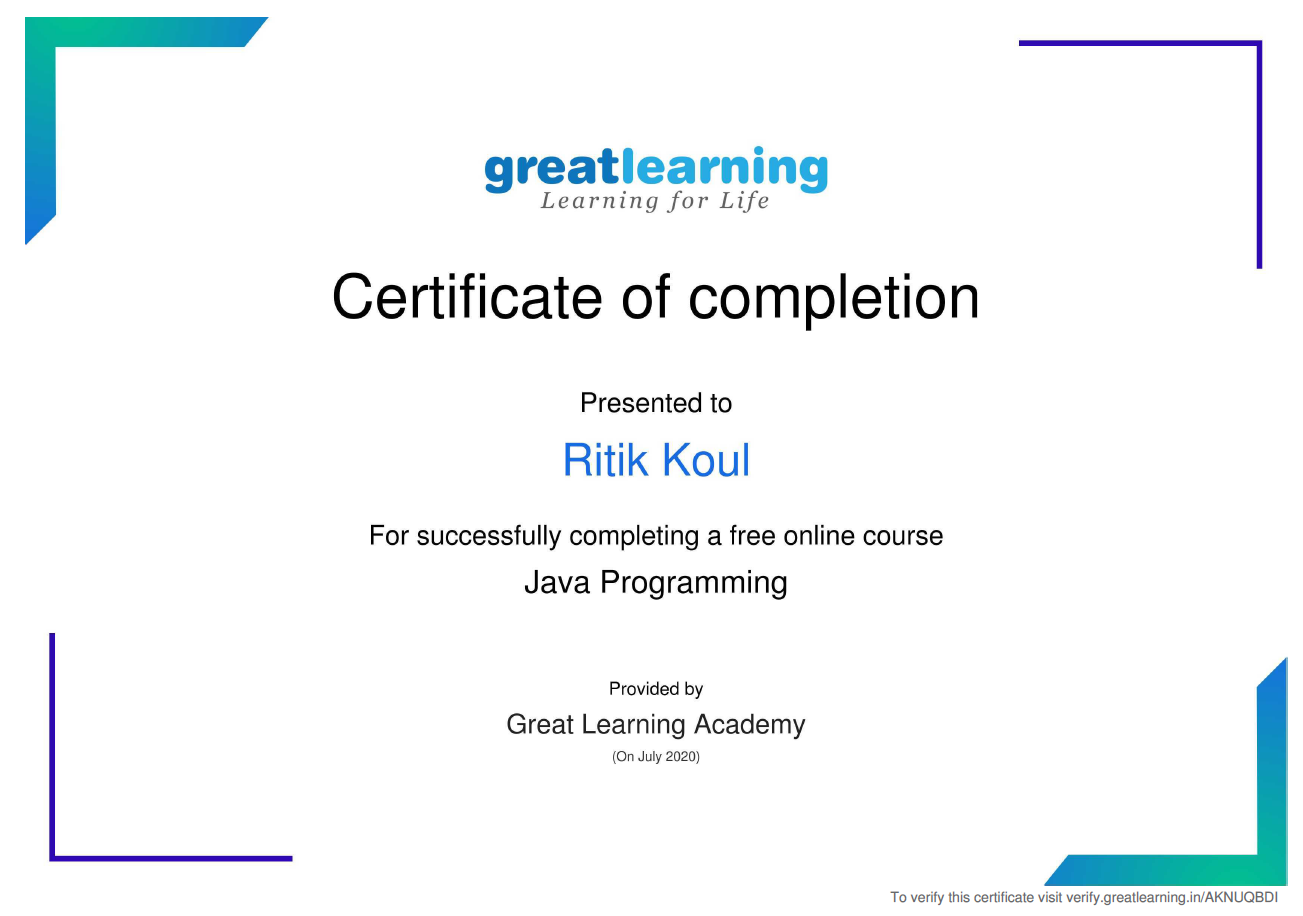 greatlearning
Learning for Life
Certificate of completion
Presented to
Ritik Koul
For successfully completing a free online course
Java Programming
Provided by
Great Learning Academy
(On July 2020)
To verify this certificate visit verify.greatlearning.in/AKNUQBDI